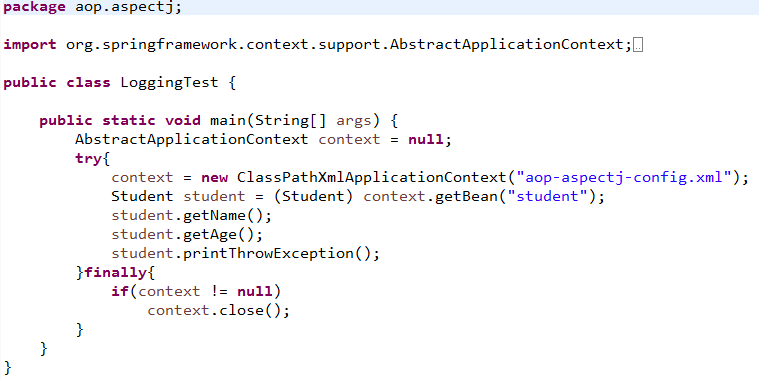 package aop.aspectj;
import org.springframework.context.support.AbstractApplicationContext;
public class LoggingTest {
    public static void main(String[] args) {
        AbstractApplicationContext context = null;
        try{
            context = new ClassPathXmlApplicationContext("aop-aspectj-config.xml");
            Student student = (Student) context.getBean("student");
            student.getName();
            student.getAge();
            student.printThrowException();
        }finally{
            if(context != null)
                context.close();
        }
    }
}